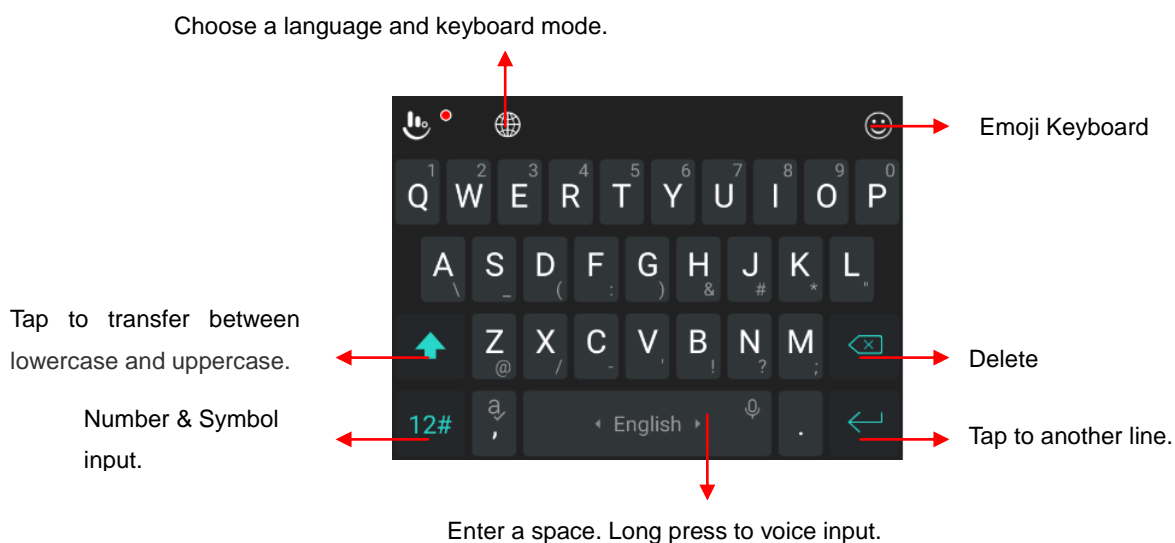 Choose a language and keyboard mode.
Emoji Keyboard
1 2 3 4 5 6 7 8 9 0
Q W E R T Y U I O P
A S D F G H J K L
\ _ ( : ) & # * "
Tap to transfer between
lowercase and uppercase.
Z X C V B N M
@ / - ' ! ? ;
Delete
Number & Symbol
input.
12# a , English .
Tap to another line.
Enter a space. Long press to voice input.